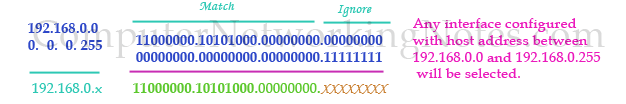 Match Ignore
192.168.0.0 11000000.10101000.00000000.00000000
0. 0. 0. 255 00000000.00000000.00000000.11111111
192.168.0.x 11000000.10101000.00000000.XXXXXXXX
Any interface configured
with host address between
192.168.0.0 and 192.168.0.255
will be selected.
ComputerNetworkingNotes.com